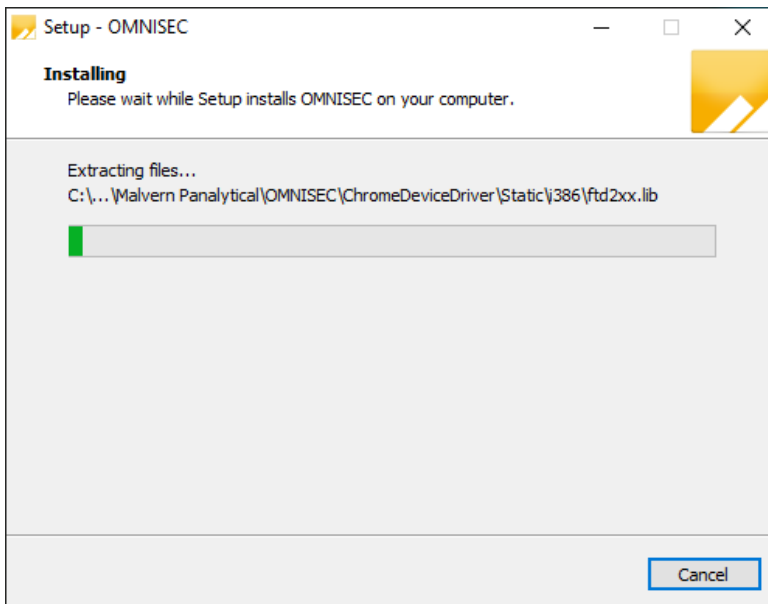 Setup - OMNISEC
Installing
Please wait while Setup installs OMNISEC on your computer.
Extracting files...
C:\...\Malvern Panalytical\OMNISEC\ChromeDeviceDriver\Static\i386\ftd2xx.lib
Cancel